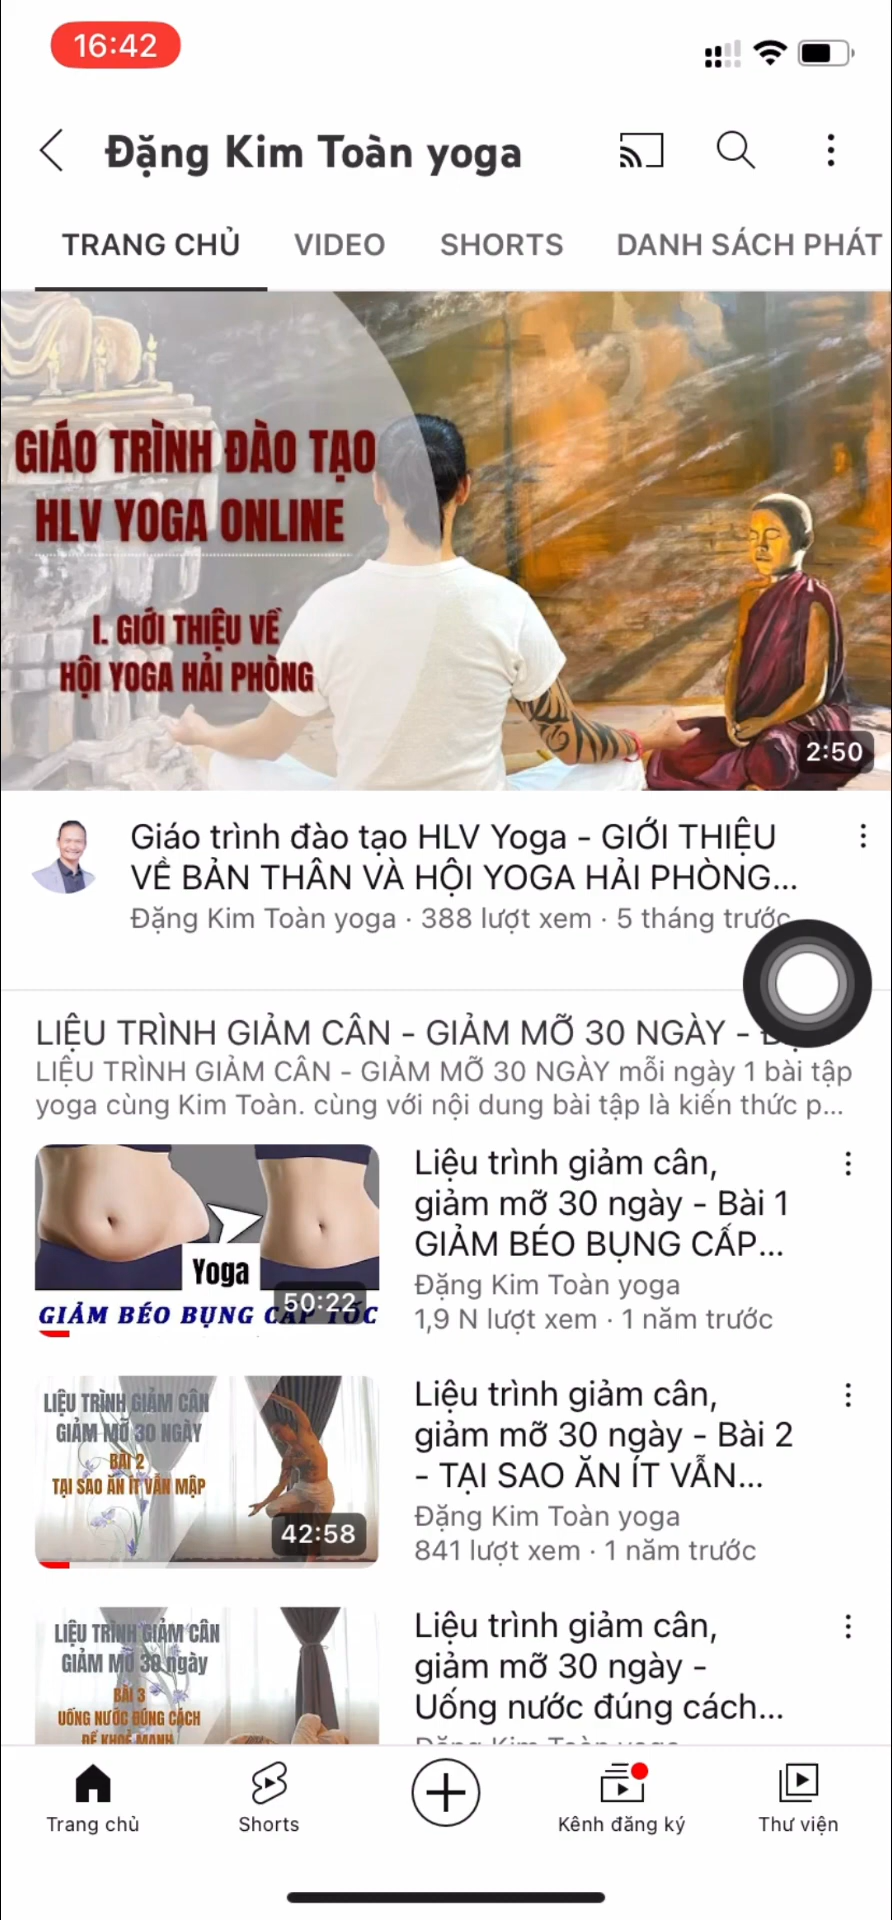 16:42
Đặng Kim Toàn yoga
TRANG CHỦ VIDEO SHORTS DANH SÁCH PHÁT
GIÁO TRÌNH ĐÀO TẠO
HLV YOGA ONLINE
I. GIỚI THIỆU VỀ
HỘI YOGA HẢI PHÒNG
2:50
Giáo trình đào tạo HLV Yoga - GIỚI THIỆU
VỀ BẢN THÂN VÀ HỘI YOGA HẢI PHÒNG...
Đặng Kim Toàn yoga · 388 lượt xem · 5 tháng trước
LIỆU TRÌNH GIẢM CÂN - GIẢM MỠ 30 NGÀY -
LIỆU TRÌNH GIẢM CÂN - GIẢM MỠ 30 NGÀY mỗi ngày 1 bài tập
yoga cùng Kim Toàn. cùng với nội dung bài tập là kiến thức p...
Yoga
50:22
GIẢM BÉO BỤNG CẤP TỐC
Liệu trình giảm cân,
giảm mỡ 30 ngày - Bài 1
GIẢM BÉO BỤNG CẤP...
Đặng Kim Toàn yoga
1,9 N lượt xem · 1 năm trước
LIỆU TRÌNH GIẢM CÂN
GIẢM MỠ 30 NGÀY
BÀI 2
TẠI SAO ĂN ÍT VẪN MẬP
42:58
Liệu trình giảm cân,
giảm mỡ 30 ngày - Bài 2
- TẠI SAO ĂN ÍT VẪN...
Đặng Kim Toàn yoga
841 lượt xem · 1 năm trước
LIỆU TRÌNH GIẢM CÂN
GIẢM MỠ 30 ngày
BÀI 3
UỐNG NƯỚC ĐÚNG CÁCH
ĐỂ KHOẺ MẠNH
Liệu trình giảm cân,
giảm mỡ 30 ngày -
Uống nước đúng cách...
Đặng Kim Toàn yoga
Trang chủ Shorts Kênh đăng ký Thư viện